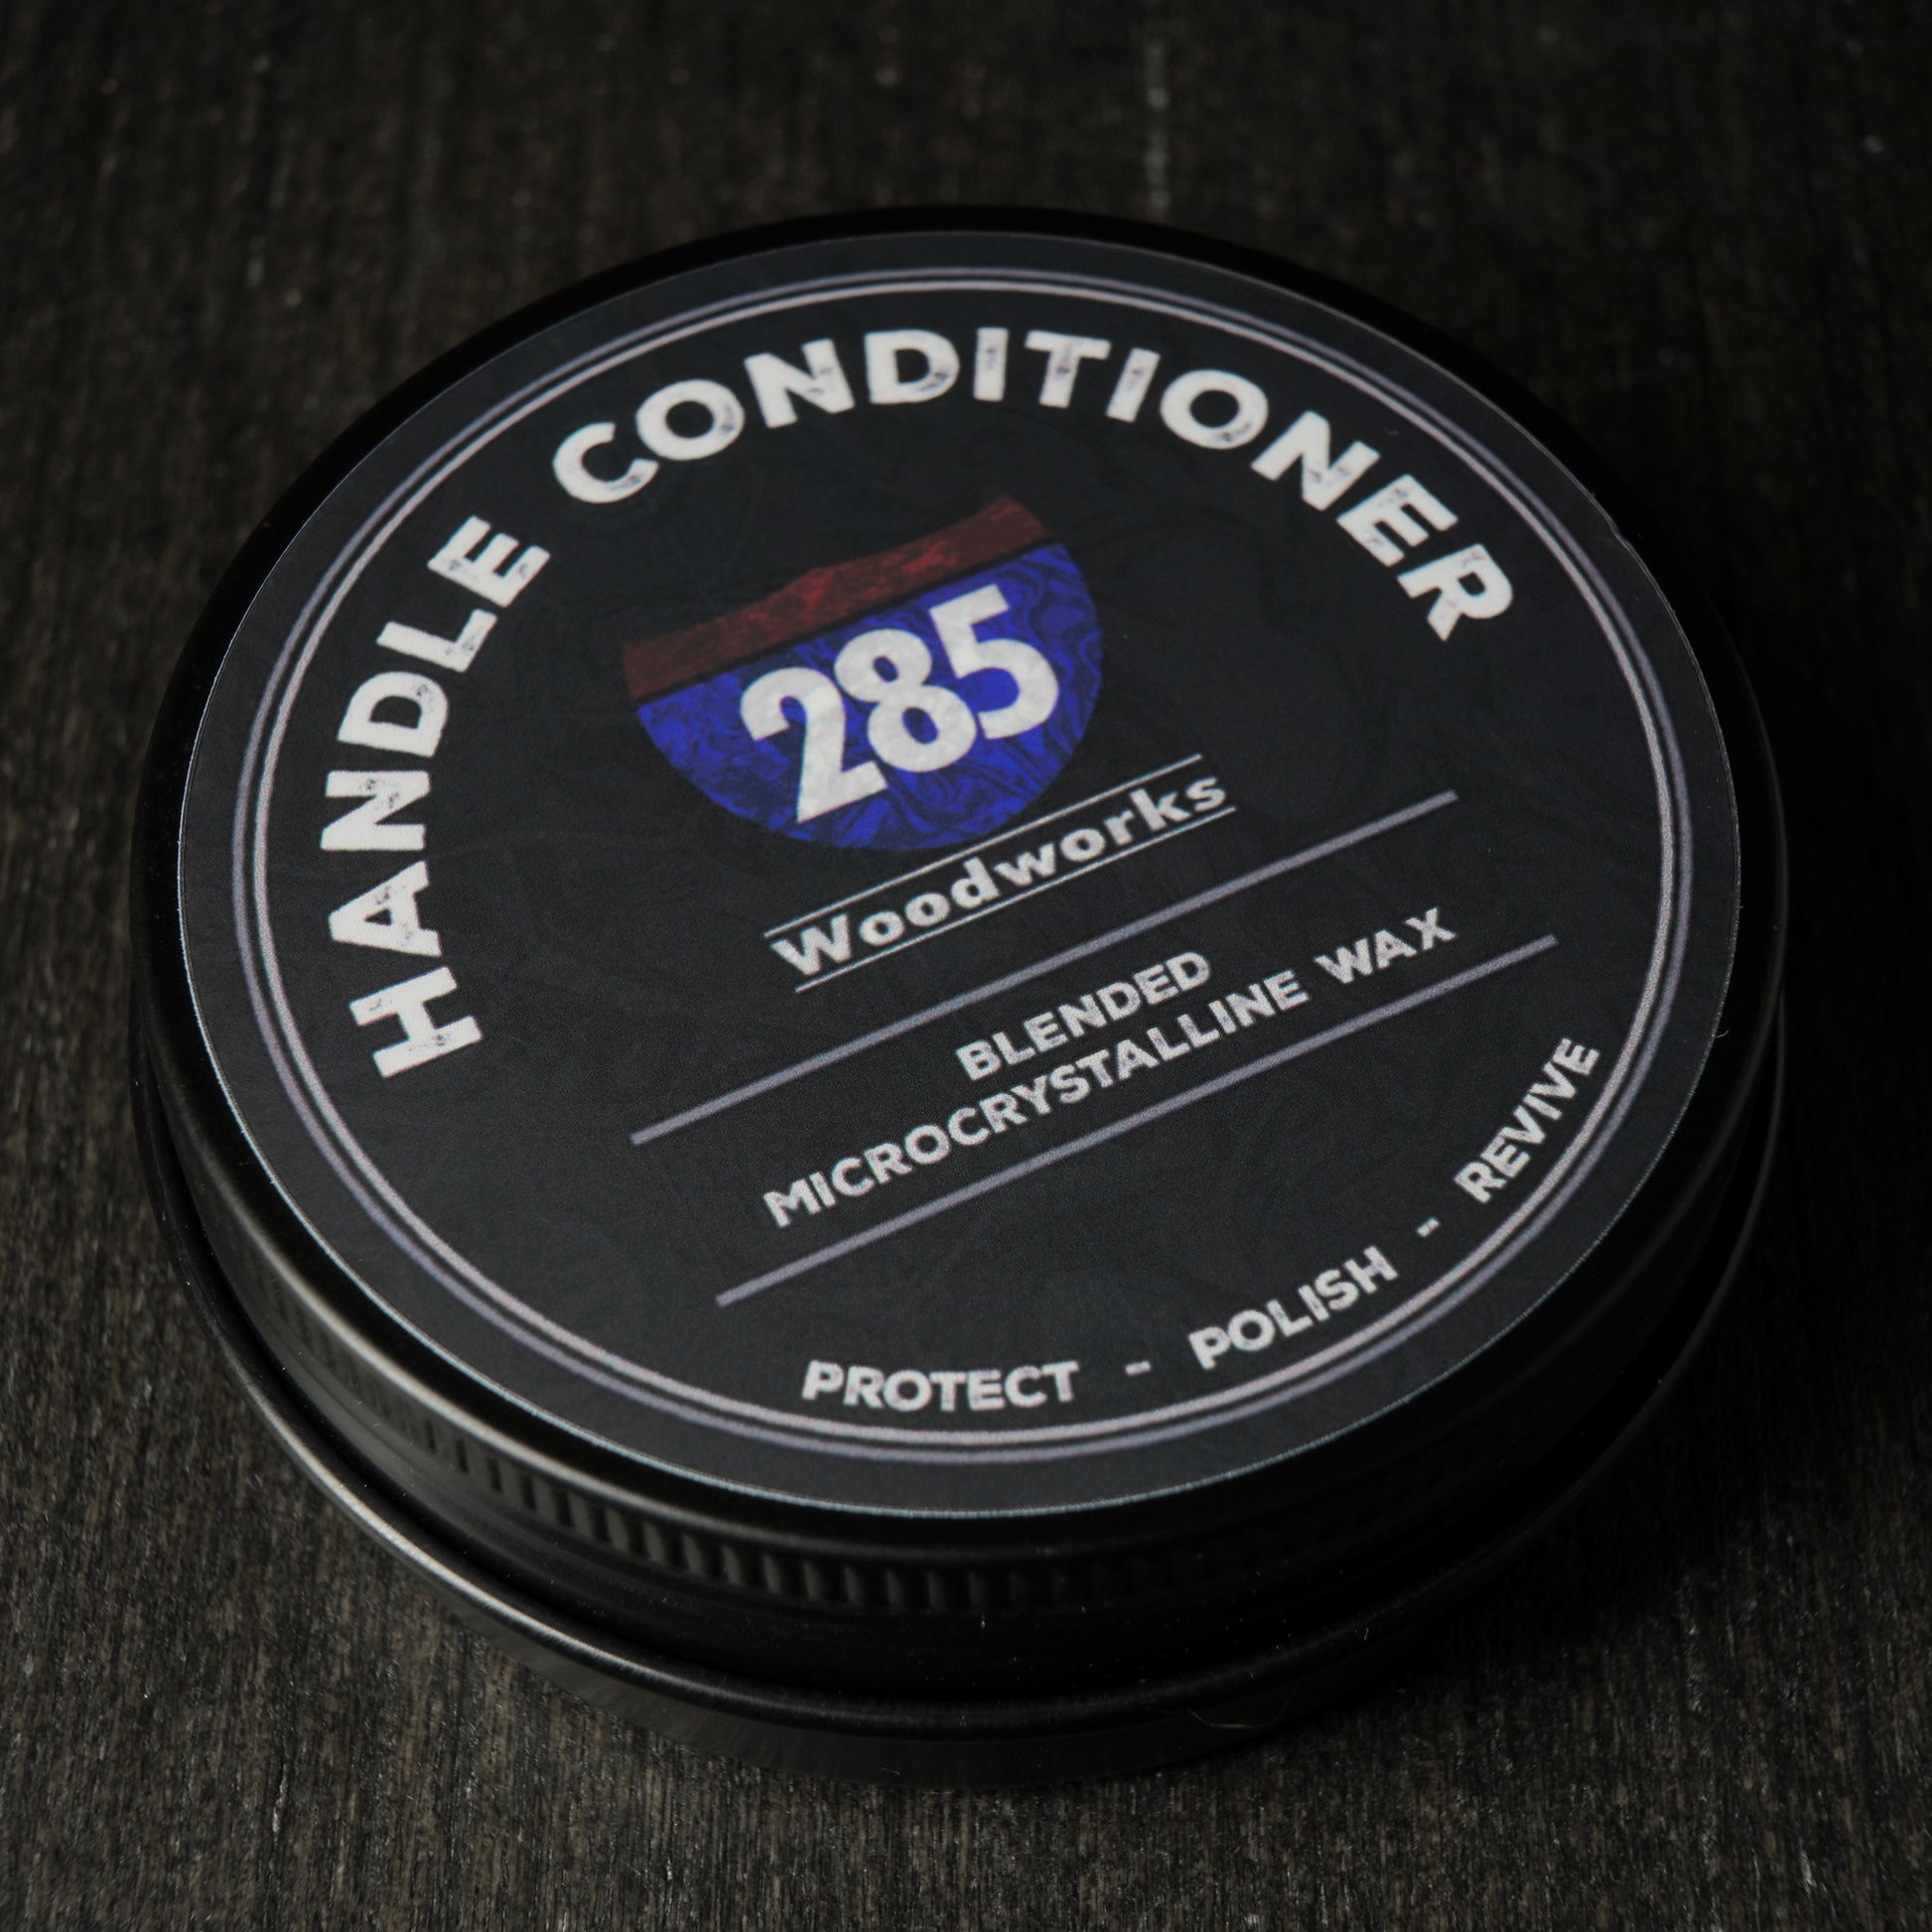 HANDLE CONDITIONER
285
Woodworks
BLENDED
MICROCRYSTALLINE WAX
PROTECT - POLISH - REVIVE